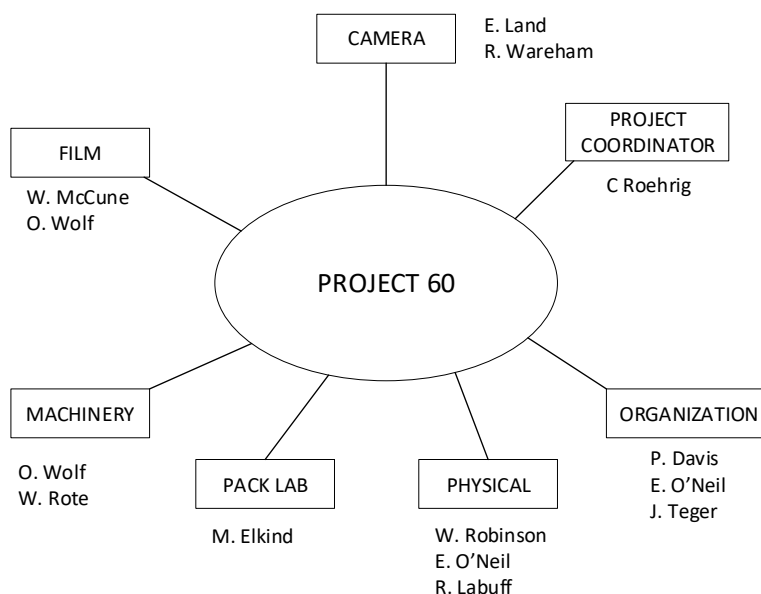 CAMERA
E. Land
R. Wareham
PROJECT
COORDINATOR
C Roehrig
FILM
W. McCune
O. Wolf
PROJECT 60
MACHINERY
O. Wolf
W. Rote
PACK LAB
M. Elkind
PHYSICAL
W. Robinson
E. O’Neil
R. Labuff
ORGANIZATION
P. Davis
E. O’Neil
J. Teger